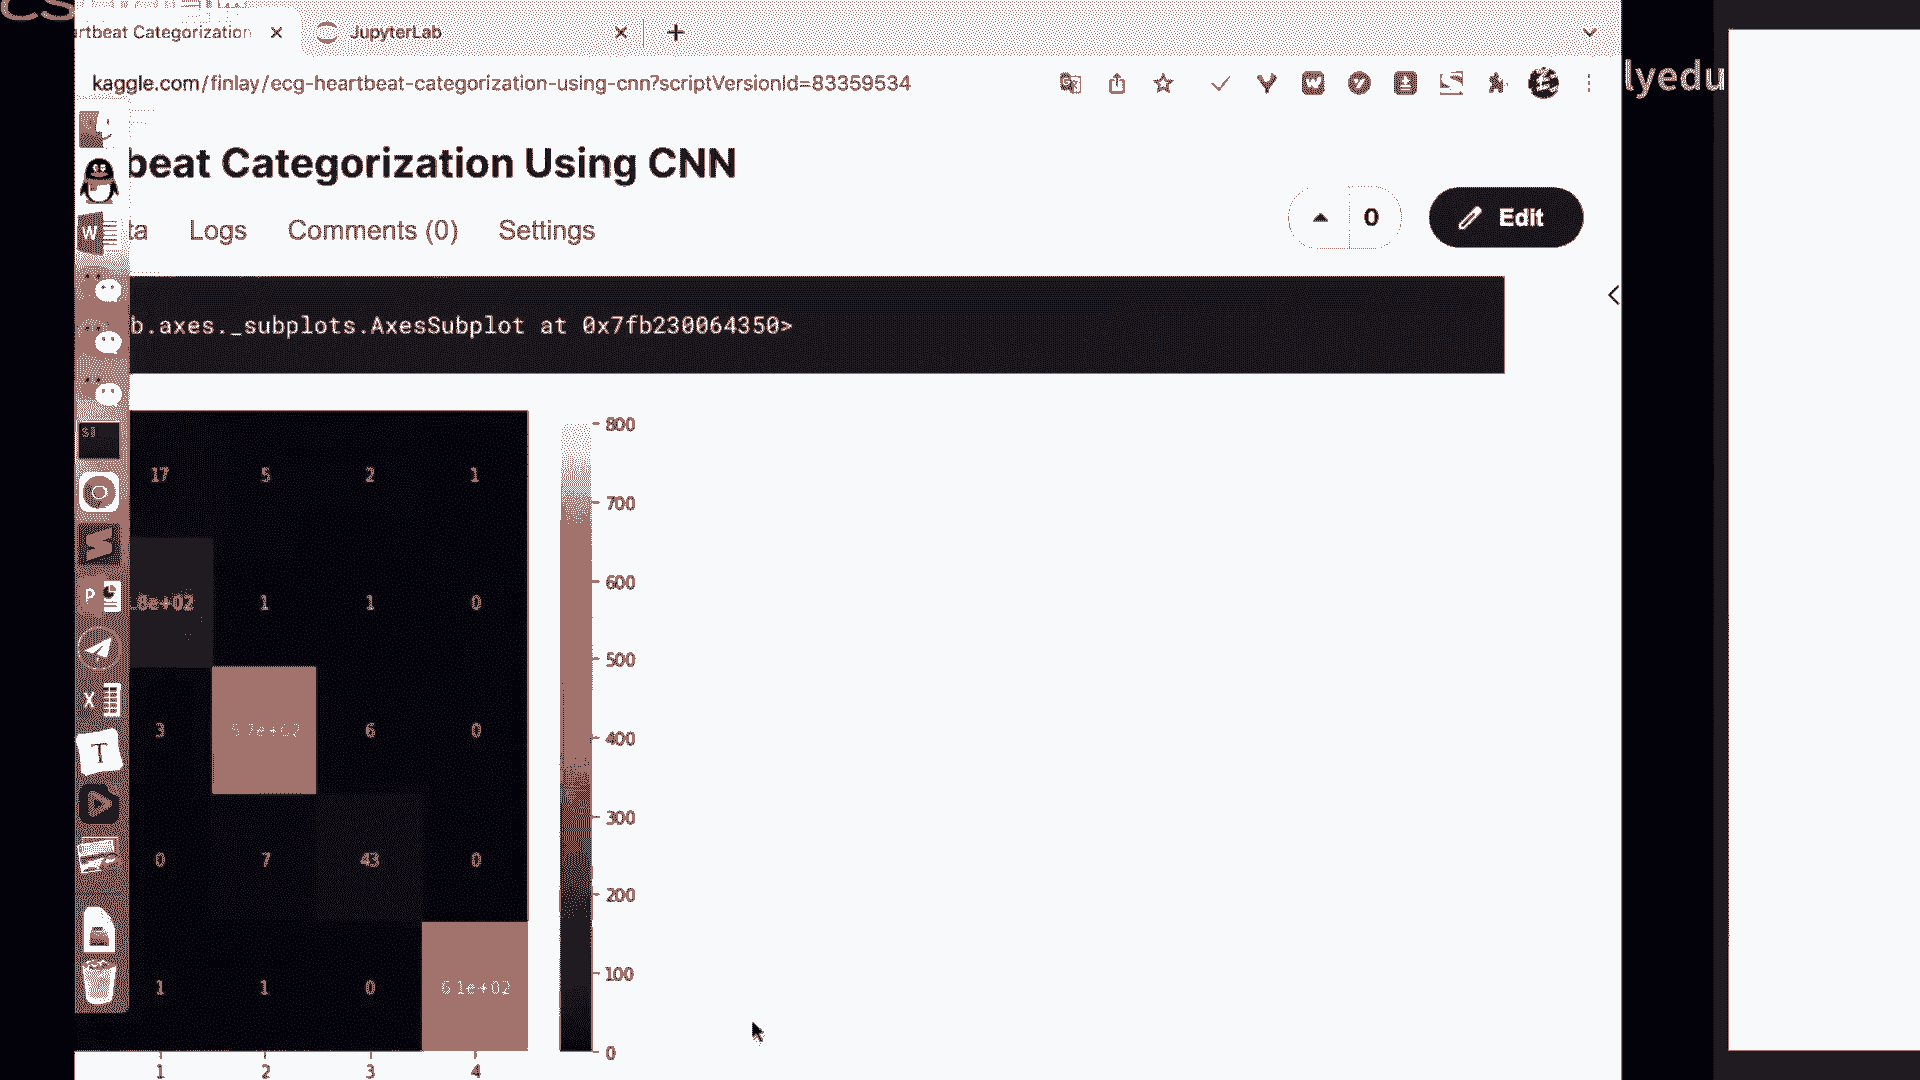 rtbeat Categorization
JupyterLab
kaggle.com/finlay/ecg-heartbeat-categorization-using-cnn?scriptVersionId=83359534
lyedu
beat Categorization Using CNN
ta Logs Comments (0) Settings
0 Edit
b.axes._subplots.AxesSubplot at 0x7fb230064350>
800
17 5 2 1
700
600
.8e+02 1 1 0
500
3 5.7e+02 6 0
400
300
0 7 43 0
200
100
1 1 0 6.1e+02
0
1 2 3 4